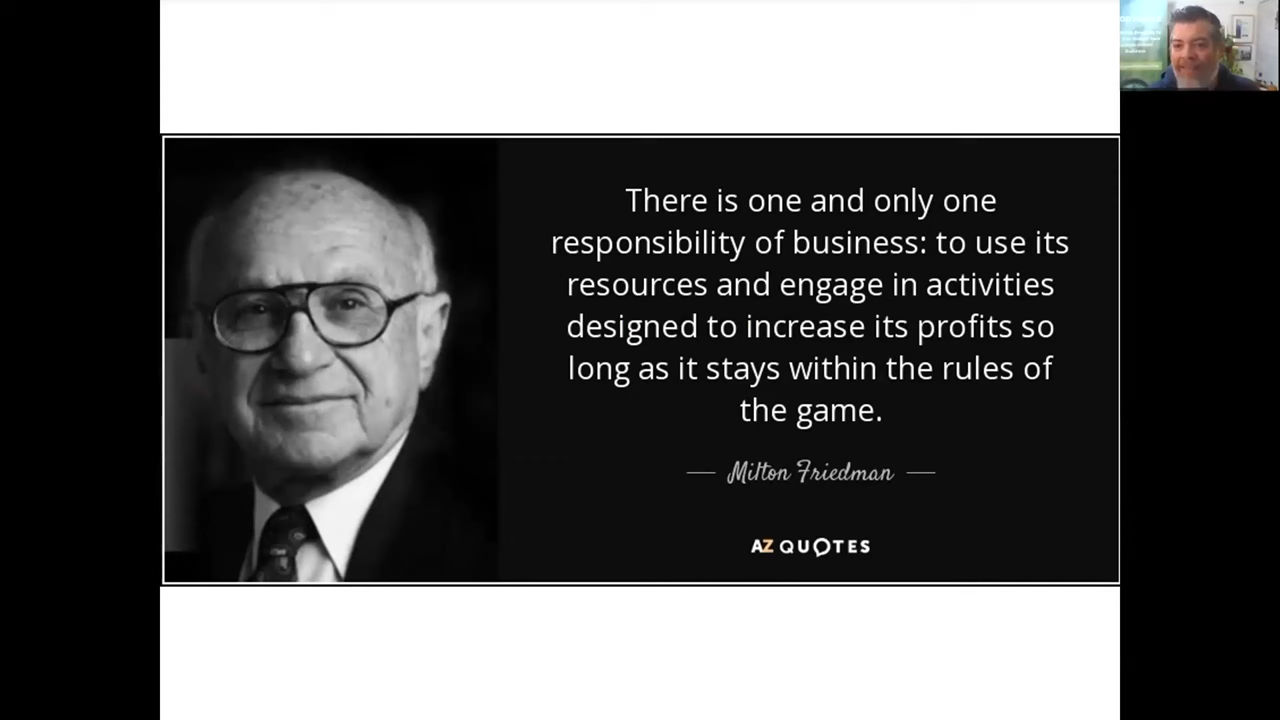 There is one and only one
responsibility of business: to use its
resources and engage in activities
designed to increase its profits so
long as it stays within the rules of
the game.
Milton Friedman
AZ QUOTES